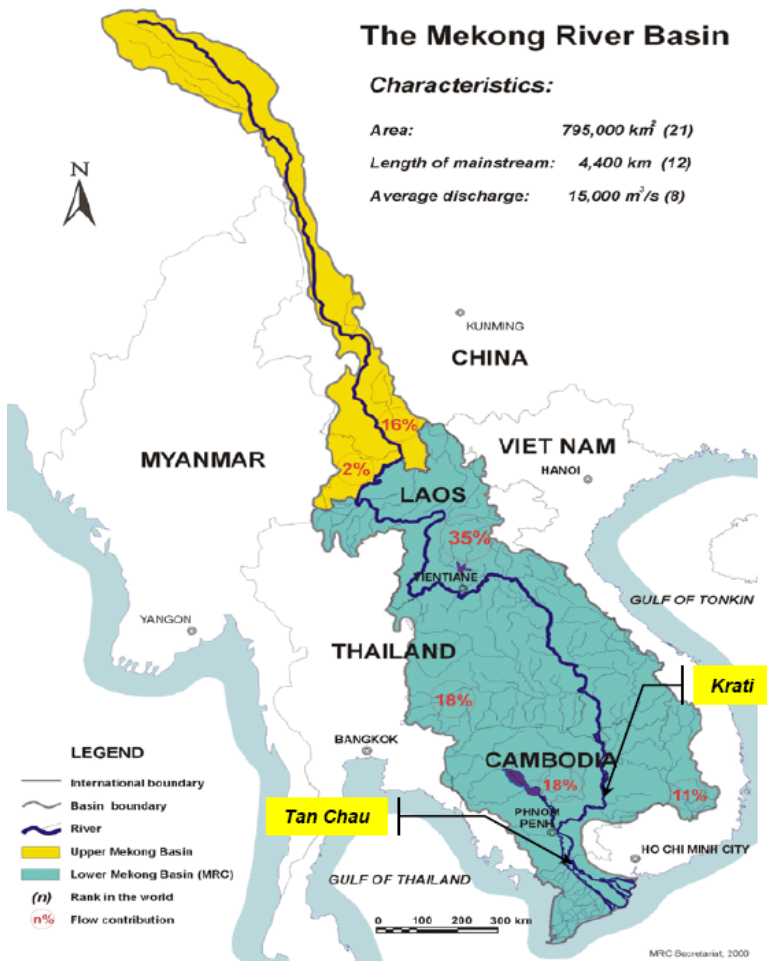 The Mekong River Basin
Characteristics:
Area: 795,000 km² (21)
Length of mainstream: 4,400 km (12)
Average discharge: 15,000 m³/s (8)
N
KUNMING
CHINA
16%
VIET NAM
MYANMAR
2%
HANOI
LAOS
35%
VIENTIANE
GULF OF TONKIN
YANGON
THAILAND
Krati
18%
BANGKOK
LEGEND
CAMBODIA
International boundary
18%
11%
Basin boundary
Tan Chau
PHNOM
PENH
River
Upper Mekong Basin
HO CHI MINH CITY
Lower Mekong Basin (MRC)
GULF OF THAILAND
(n) Rank in the world
n% Flow contribution
0 100 200 300 km
MRC Secretariat, 2000